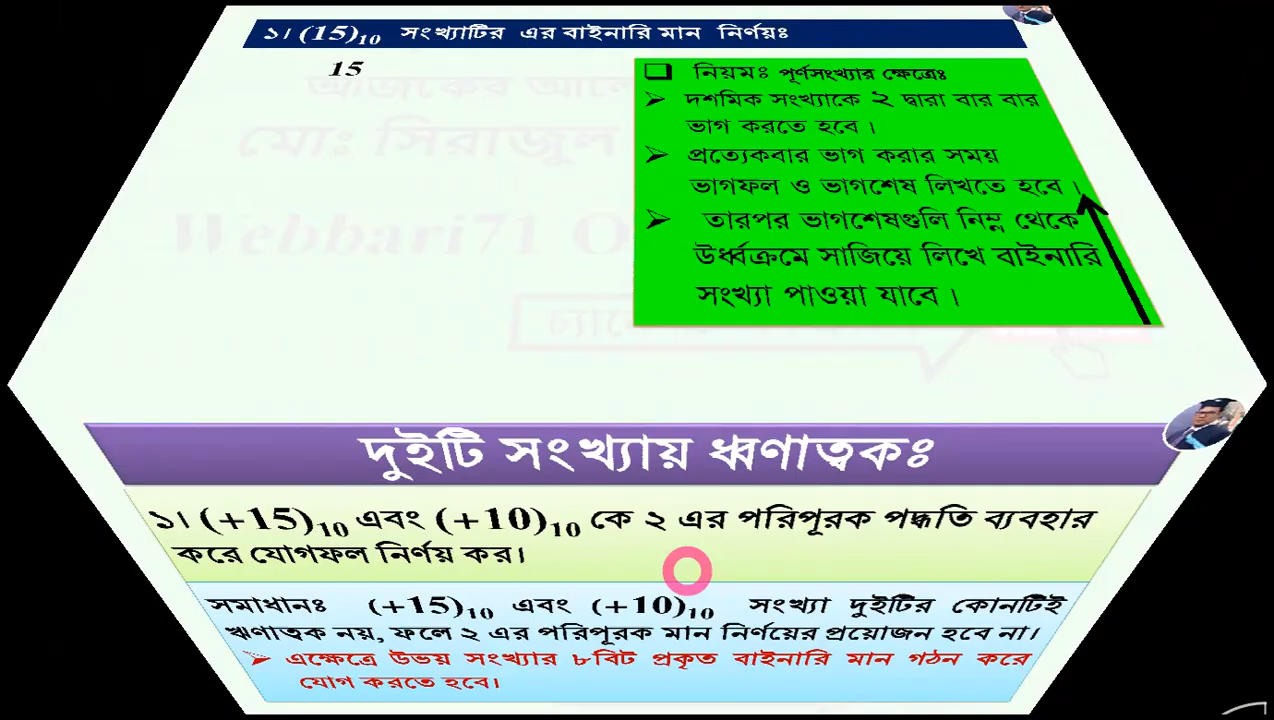 ১। (15)10 সংখ্যাটির এর বাইনারি মান নির্ণয়ঃ
15
নিয়মঃ পূর্ণসংখ্যার ক্ষেত্রেঃ
দশমিক সংখ্যাকে ২ দ্বারা বার বার
ভাগ করতে হবে।
প্রত্যেকবার ভাগ করার সময়
ভাগফল ও ভাগশেষ লিখতে হবে।
তারপর ভাগশেষগুলি নিম্ন থেকে
উর্ধ্বক্রমে সাজিয়ে লিখে বাইনারি
সংখ্যা পাওয়া যাবে।
মোঃ সিরাজুল
Webbari71 O
দুইটি সংখ্যায় ধ্বণাত্বকঃ
১। (+15)10 এবং (+10)10 কে ২ এর পরিপূরক পদ্ধতি ব্যবহার
করে যোগফল নির্ণয় কর।
সমাধানঃ (+15)10 এবং (+10)10 সংখ্যা দুইটির কোনটিই
ঋণাত্বক নয়, ফলে ২ এর পরিপূরক মান নির্ণয়ের প্রয়োজন হবে না।
এক্ষেত্রে উভয় সংখ্যার ৮বিট প্রকৃত বাইনারি মান গঠন করে
যোগ করতে হবে।